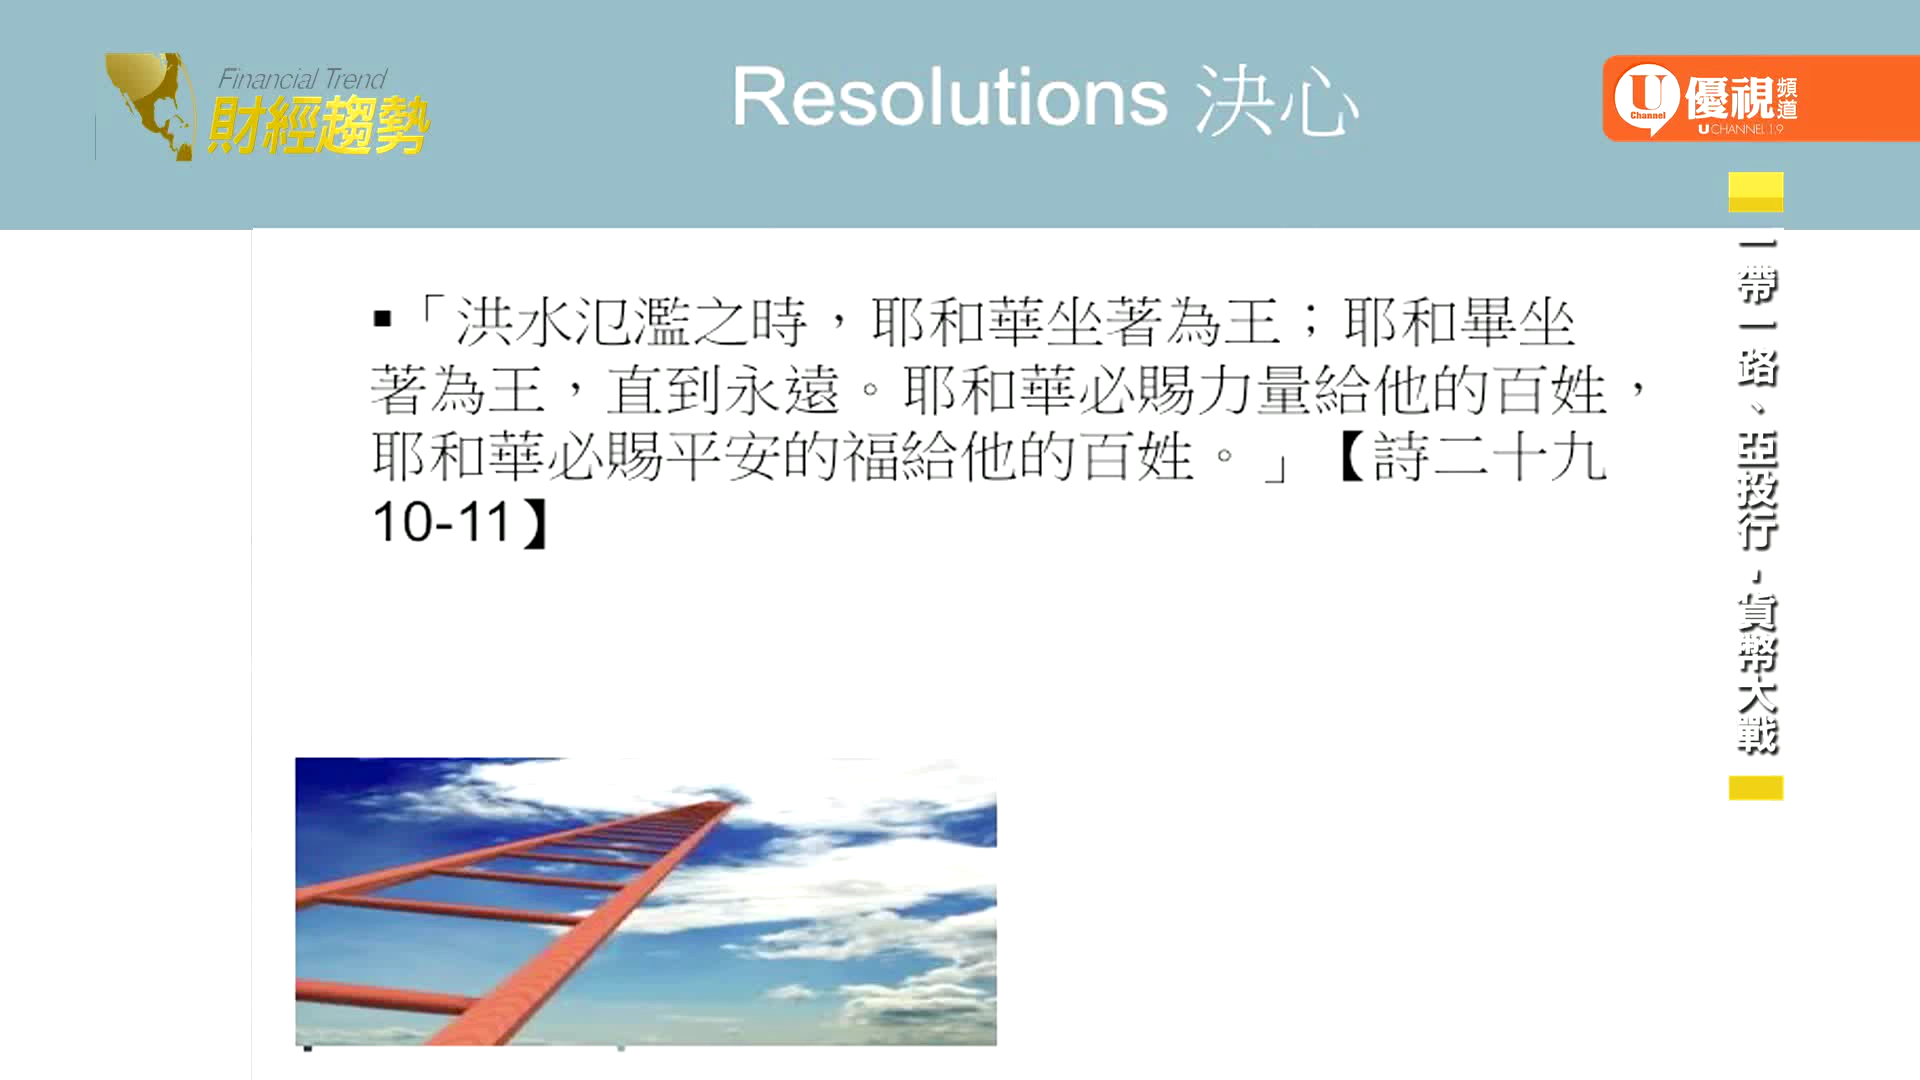 Financial Trend
財經趨勢
Resolutions 決心
U
Channel
優視頻道
U CHANNEL 1.9
▪「洪水氾濫之時，耶和華坐著為王；耶和畢坐
著為王，直到永遠。耶和華必賜力量給他的百姓，
耶和華必賜平安的福給他的百姓。」【詩二十九
10-11】
一帶一路、亞投行，貨幣大戰